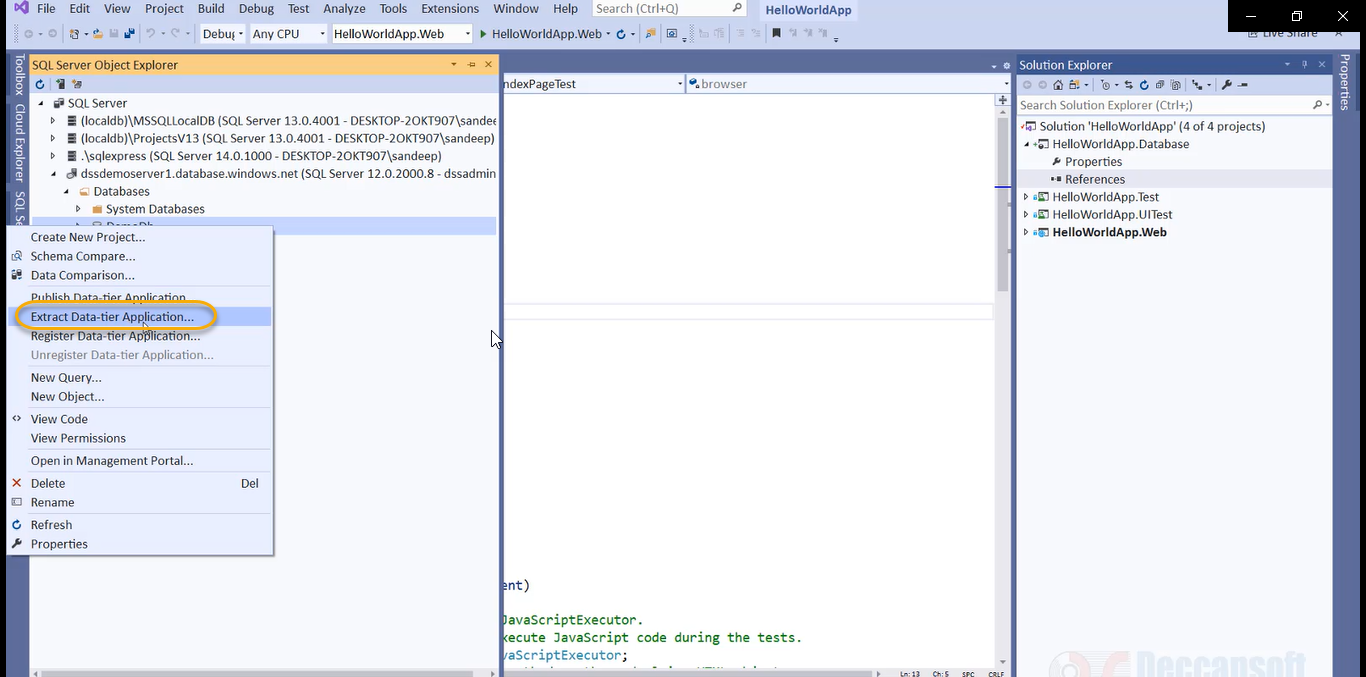 File Edit View Project Build Debug Test Analyze Tools Extensions Window Help Search (Ctrl+Q) HelloWorldApp
Debug Any CPU HelloWorldApp.Web HelloWorldApp.Web Live Share
Toolbox
Cloud Explorer
SQL Se
SQL Server Object Explorer
SQL Server
(localdb)\MSSQLLocalDB (SQL Server 13.0.4001 - DESKTOP-2OKT907\sandee
(localdb)\ProjectsV13 (SQL Server 13.0.4001 - DESKTOP-2OKT907\sandeep)
.\sqlexpress (SQL Server 14.0.1000 - DESKTOP-2OKT907\sandeep)
dssdemoserver1.database.windows.net (SQL Server 12.0.2000.8 - dssadmin
Databases
System Databases
DemoDb
Create New Project...
Schema Compare...
Data Comparison...
Publish Data-tier Application...
Extract Data-tier Application...
Register Data-tier Application...
Unregister Data-tier Application...
New Query...
New Object...
View Code
View Permissions
Open in Management Portal...
Delete Del
Rename
Refresh
Properties
ndexPageTest browser
ent)
JavaScriptExecutor.
xecute JavaScript code during the tests.
vaScriptExecutor;
Ln:13 Ch:5 SPC CRLF
Solution Explorer
Search Solution Explorer (Ctrl+;)
Solution 'HelloWorldApp' (4 of 4 projects)
HelloWorldApp.Database
Properties
References
HelloWorldApp.Test
HelloWorldApp.UITest
HelloWorldApp.Web
Properties
Deccansoft